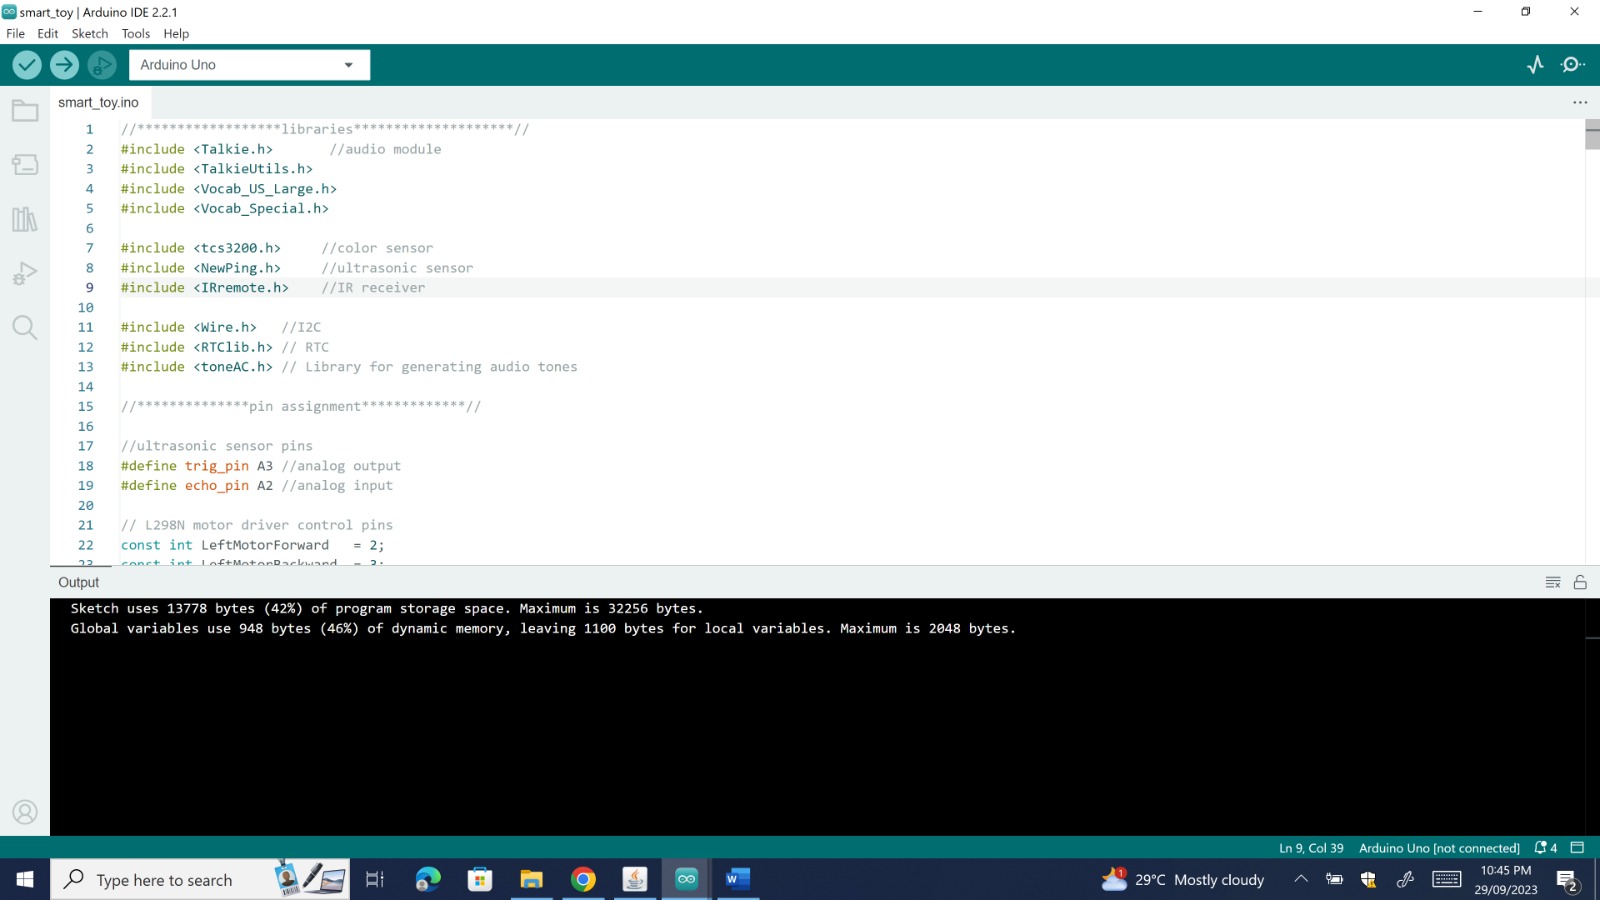 smart_toy | Arduino IDE 2.2.1
File Edit Sketch Tools Help
Arduino Uno
smart_toy.ino
1 //******************libraries********************//
2 #include <Talkie.h> //audio module
3 #include <TalkieUtils.h>
4 #include <Vocab_US_Large.h>
5 #include <Vocab_Special.h>
6
7 #include <tcs3200.h> //color sensor
8 #include <NewPing.h> //ultrasonic sensor
9 #include <IRremote.h> //IR receiver
10
11 #include <Wire.h> //I2C
12 #include <RTClib.h> // RTC
13 #include <toneAC.h> // Library for generating audio tones
14
15 //**************pin assignment*************//
16
17 //ultrasonic sensor pins
18 #define trig_pin A3 //analog output
19 #define echo_pin A2 //analog input
20
21 // L298N motor driver control pins
22 const int LeftMotorForward = 2;
23 const int LeftMotorBackward = 3;
Output
Sketch uses 13778 bytes (42%) of program storage space. Maximum is 32256 bytes.
Global variables use 948 bytes (46%) of dynamic memory, leaving 1100 bytes for local variables. Maximum is 2048 bytes.
Ln 9, Col 39 Arduino Uno [not connected] 4
Type here to search
W
1
29°C Mostly cloudy
10:45 PM
29/09/2023
2